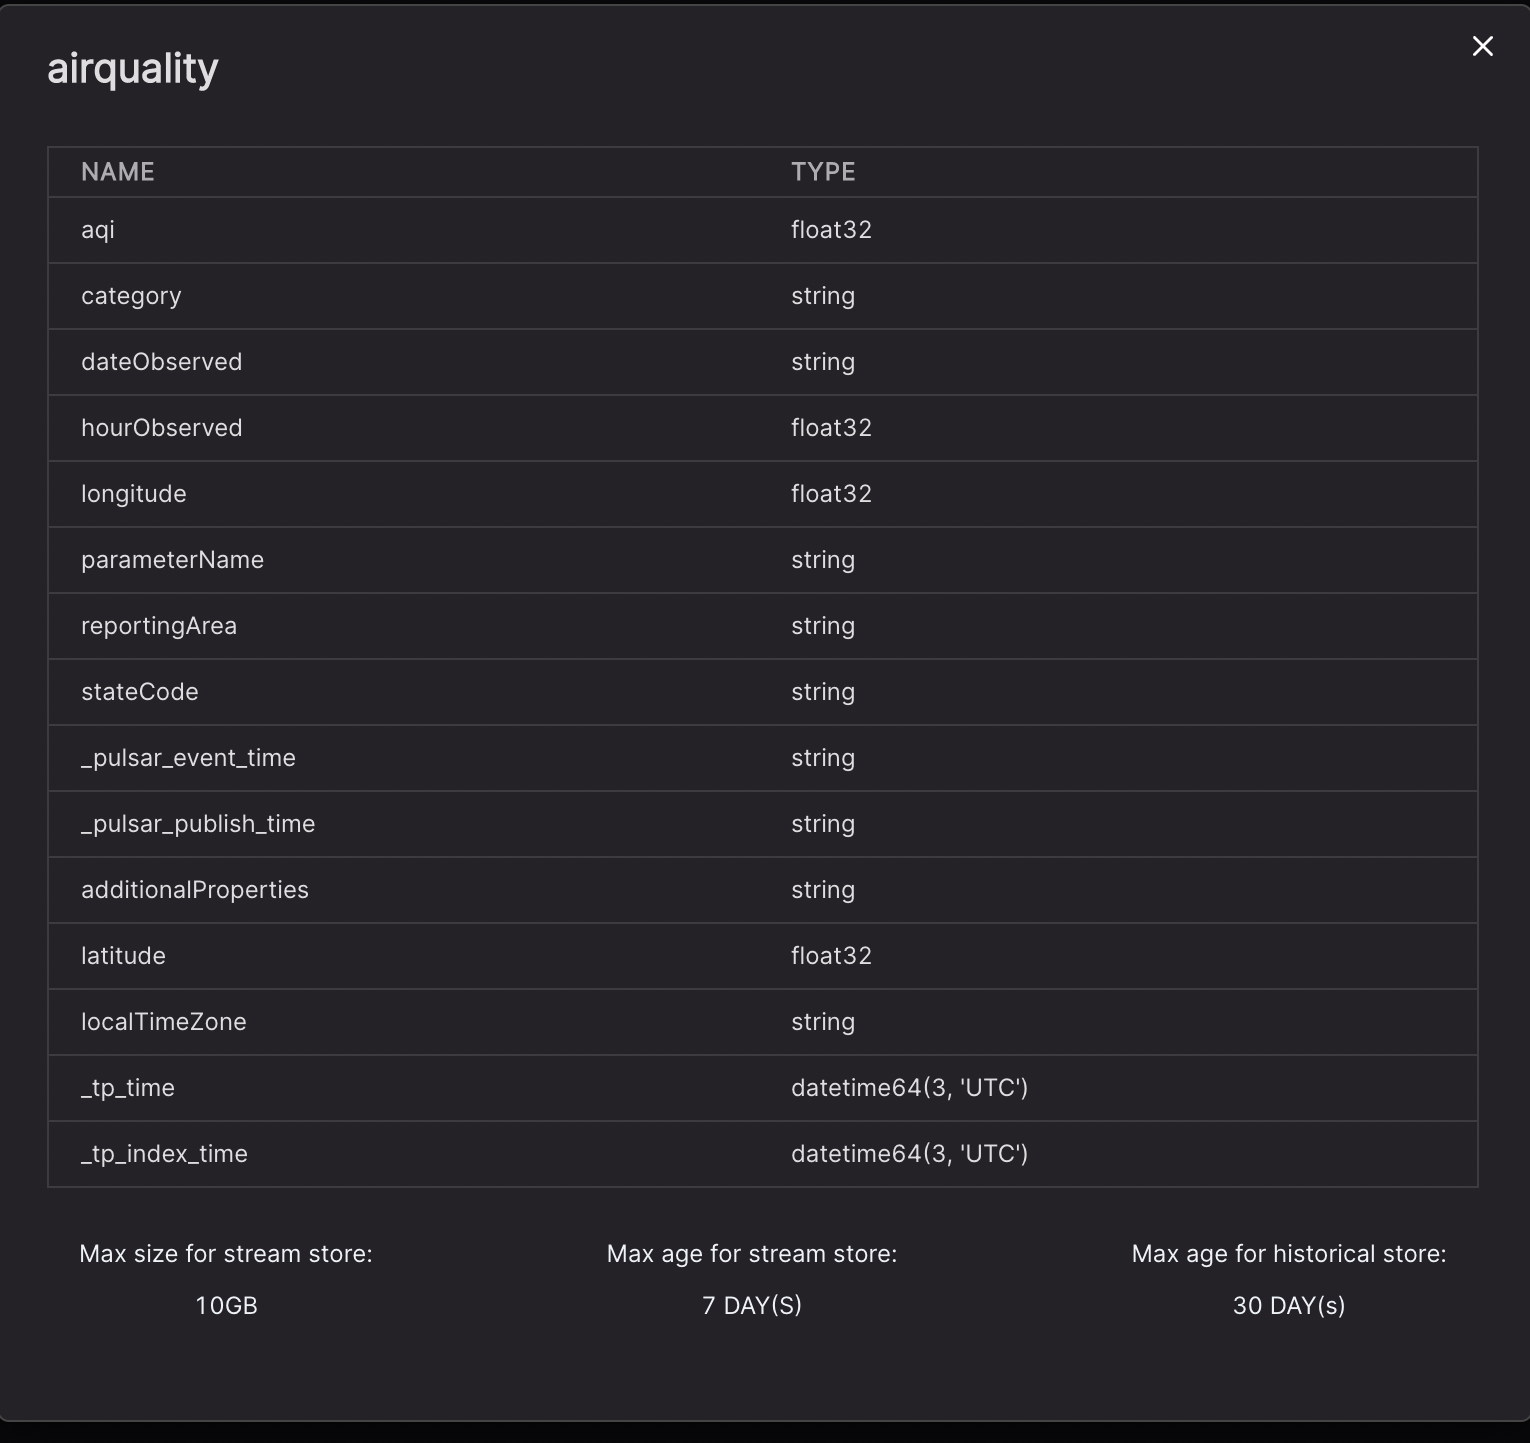 airquality
NAME TYPE
aqi float32
category string
dateObserved string
hourObserved float32
longitude float32
parameterName string
reportingArea string
stateCode string
_pulsar_event_time string
_pulsar_publish_time string
additionalProperties string
latitude float32
localTimeZone string
_tp_time datetime64(3, 'UTC')
_tp_index_time datetime64(3, 'UTC')
Max size for stream store: Max age for stream store: Max age for historical store:
10GB 7 DAY(S) 30 DAY(s)